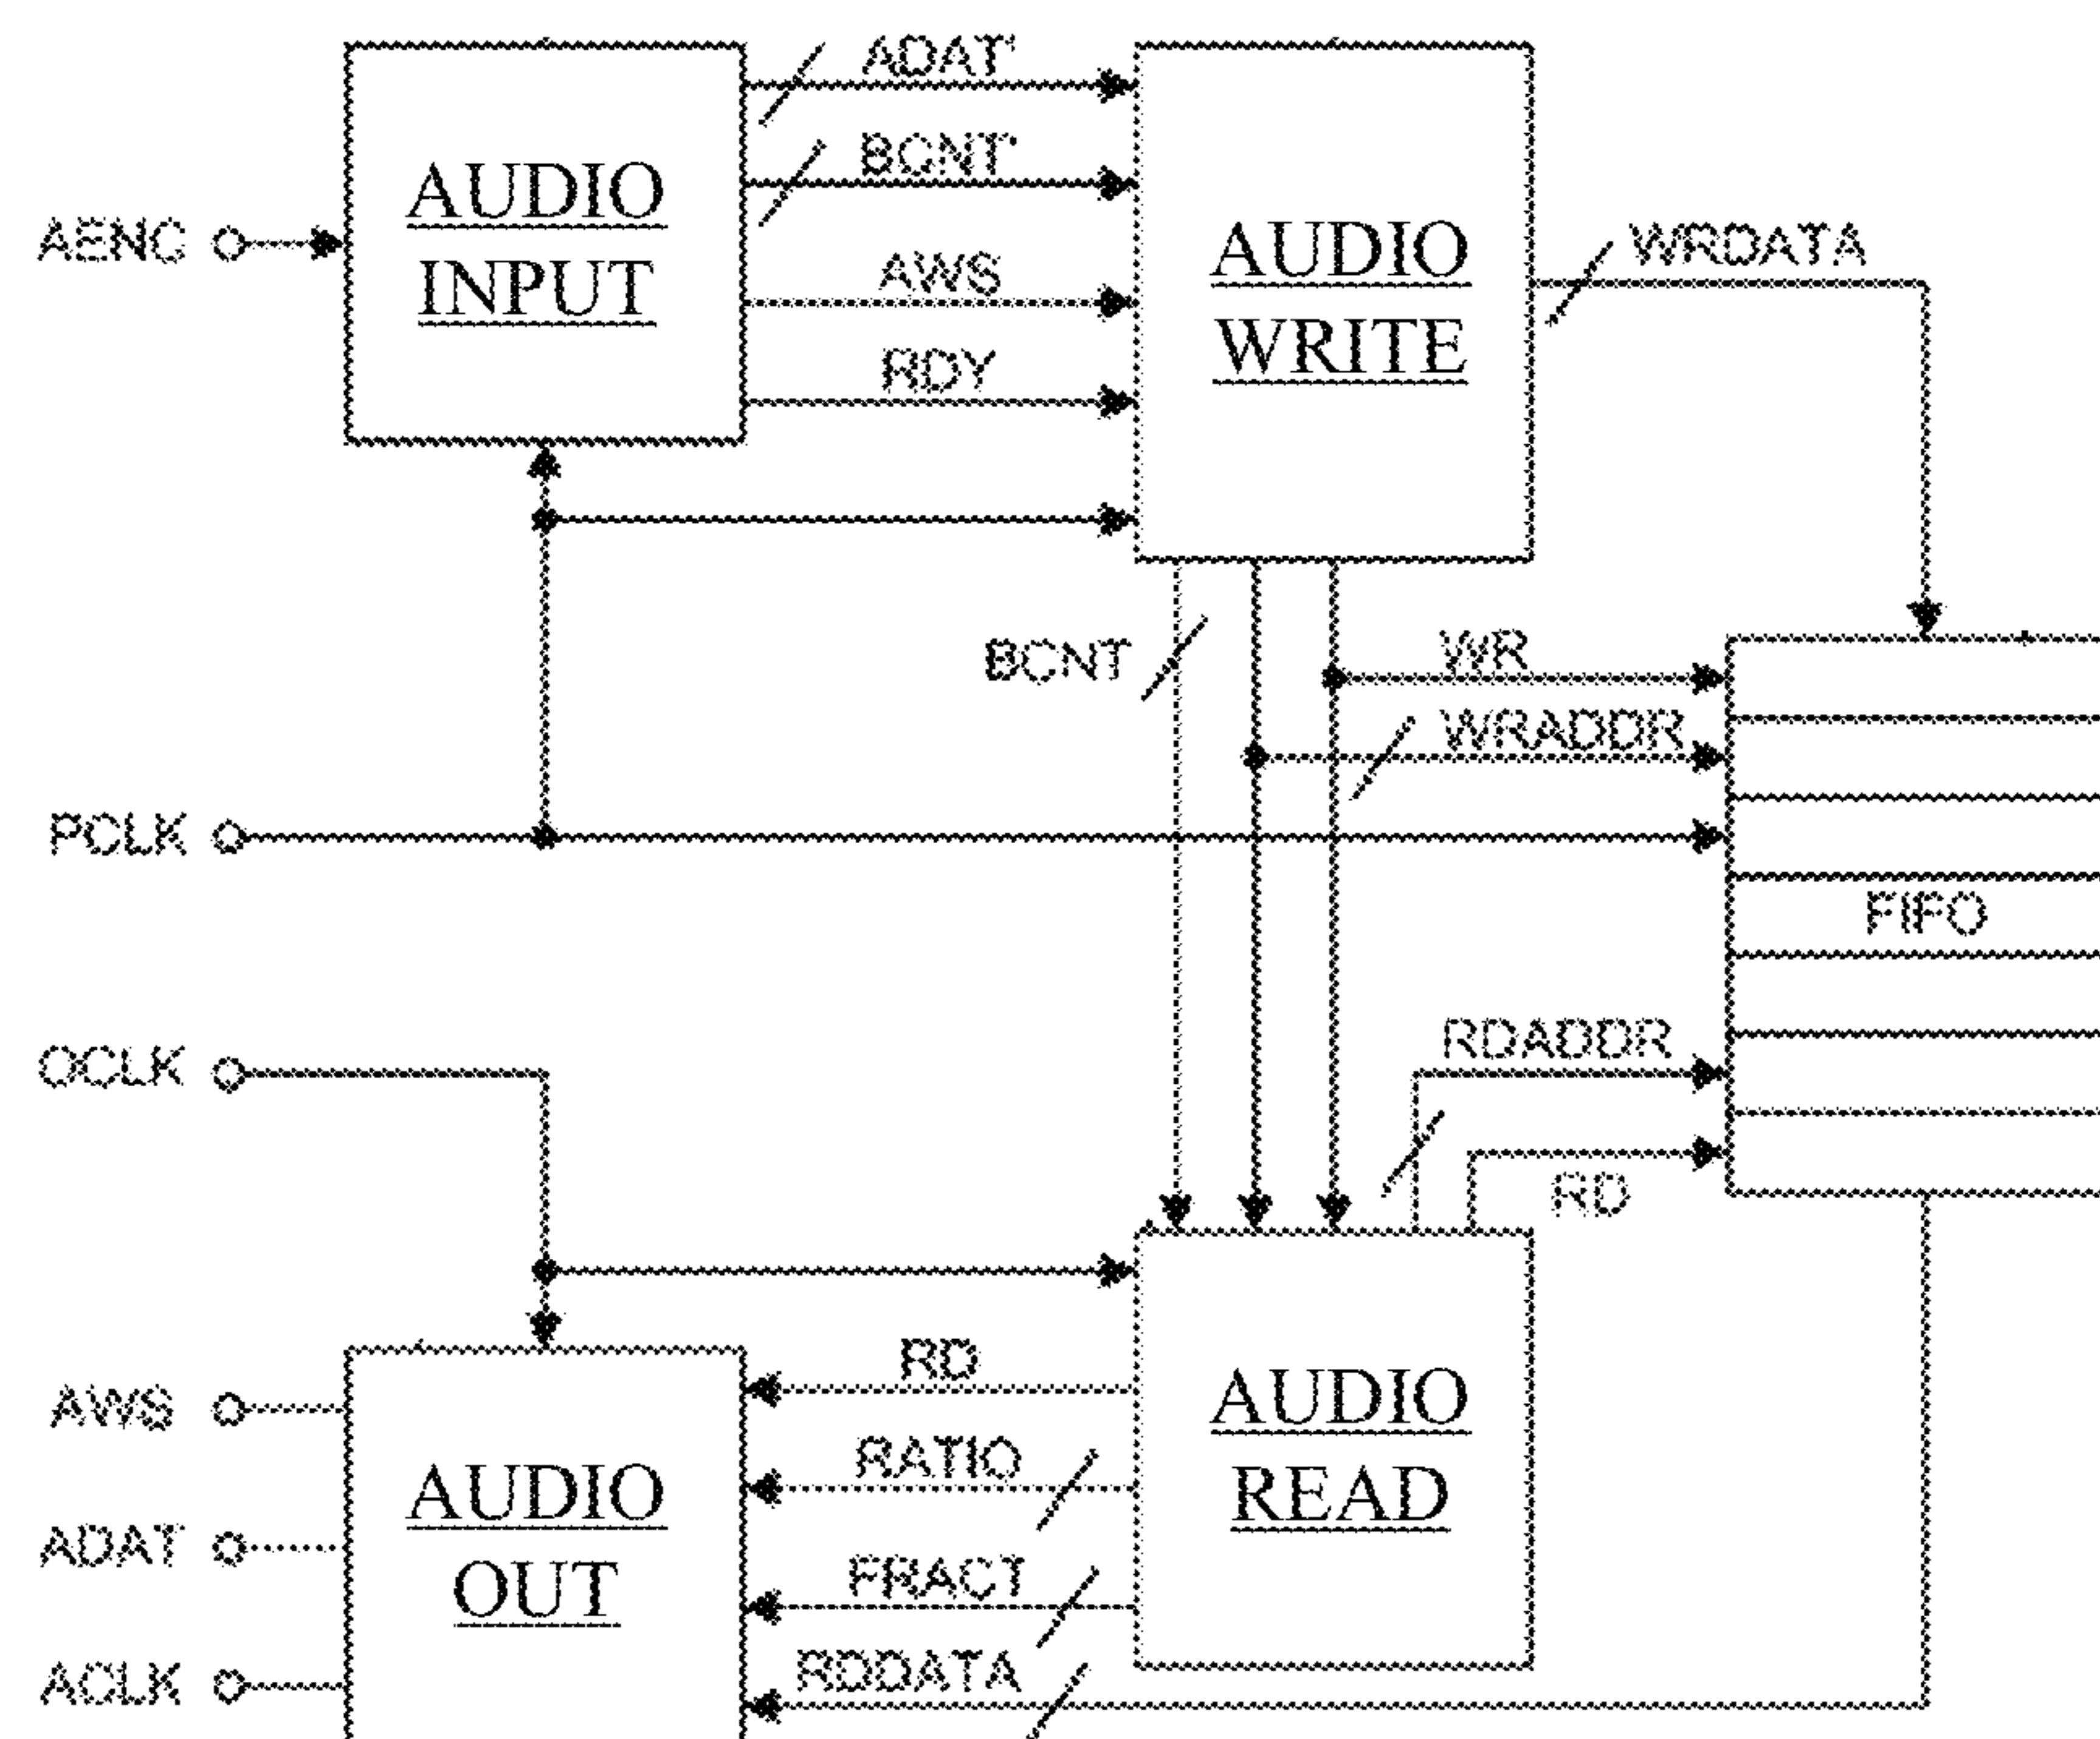 ADAT'
BCNT'
AUDIO
INPUT
AENC
AWS
RDY
AUDIO
WRITE
WRDATA
BCNT
WR
WRADDR
PCLK
FIFO
OCLK
RDADDR
RD
RD
AWS
RATIO
AUDIO
READ
AUDIO
OUT
ADAT
FRACT
RDDATA
ACLK